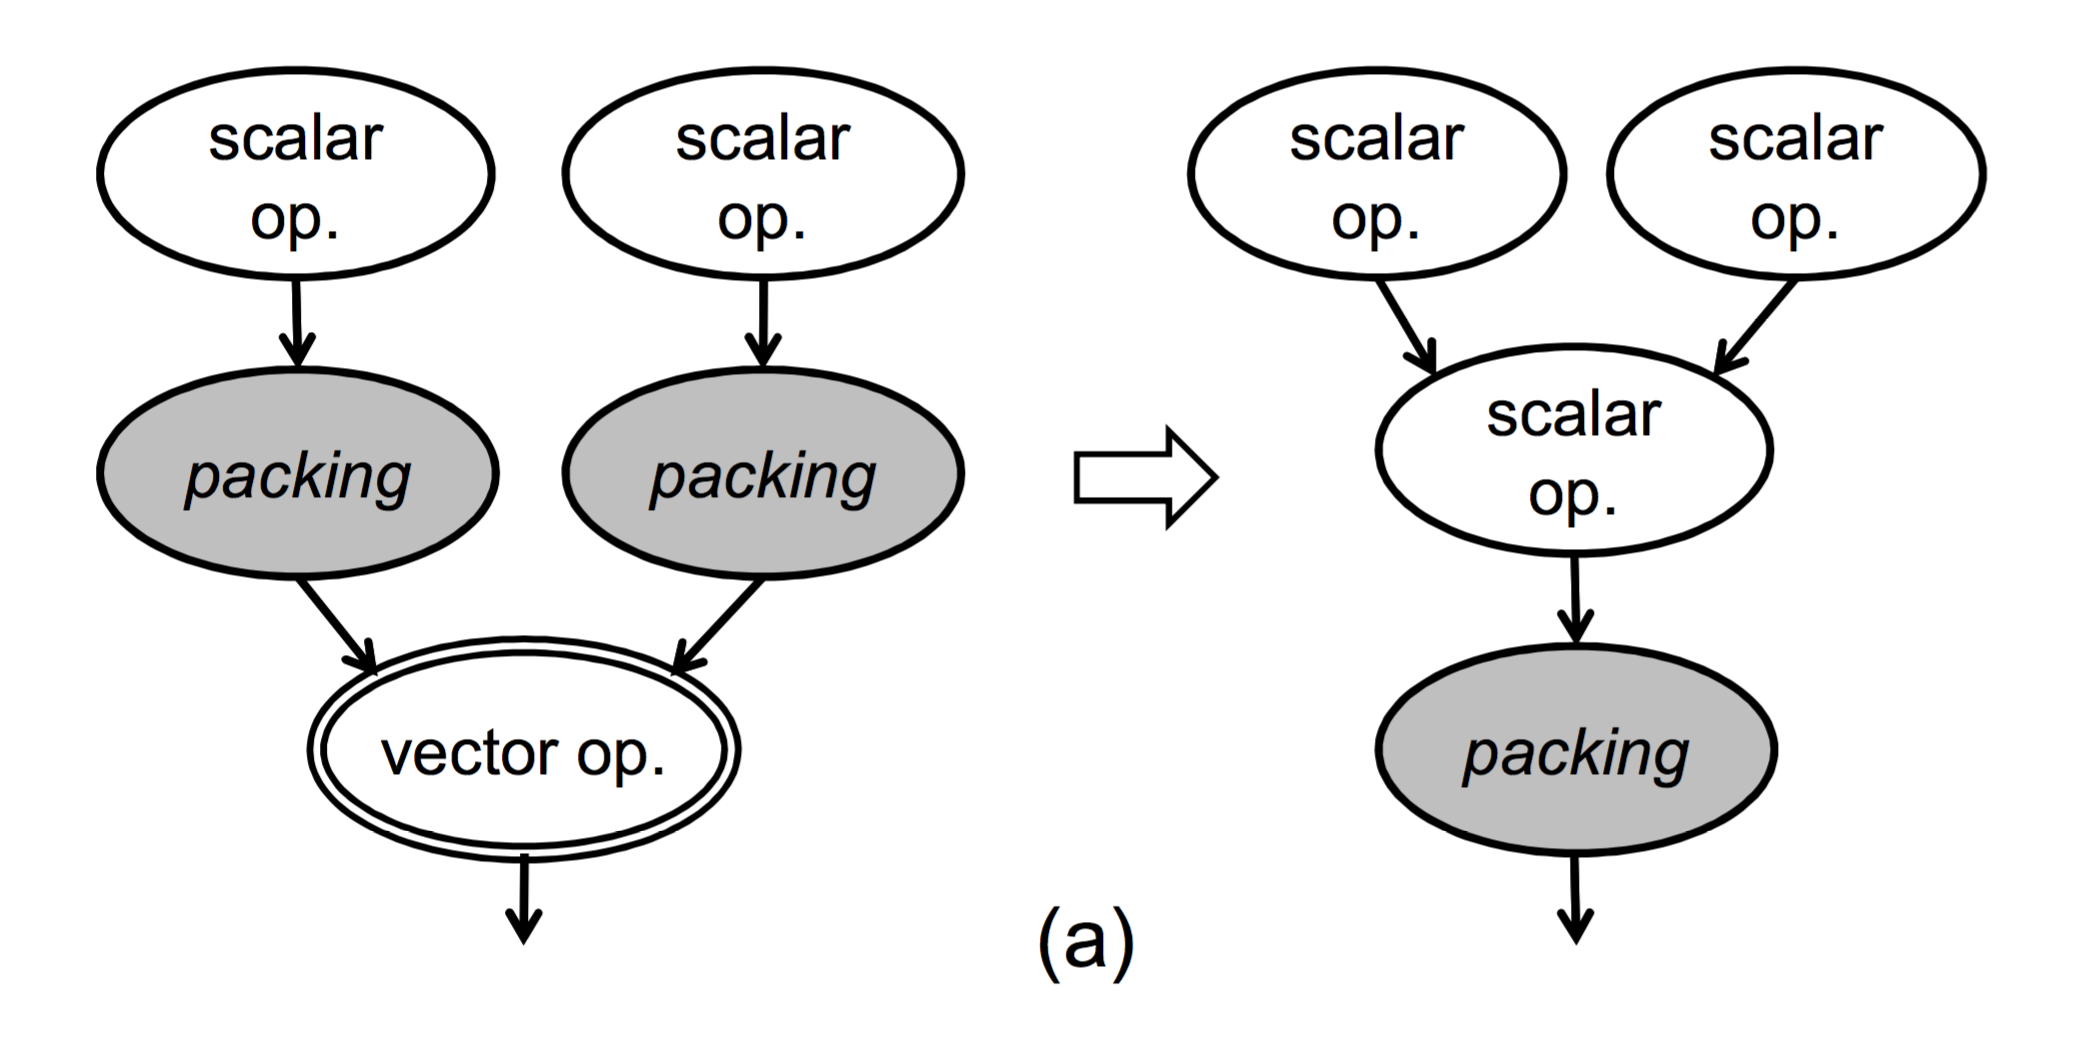 scalar
op.
scalar
op.
packing
packing
vector op.
scalar
op.
scalar
op.
scalar
op.
packing
(a)